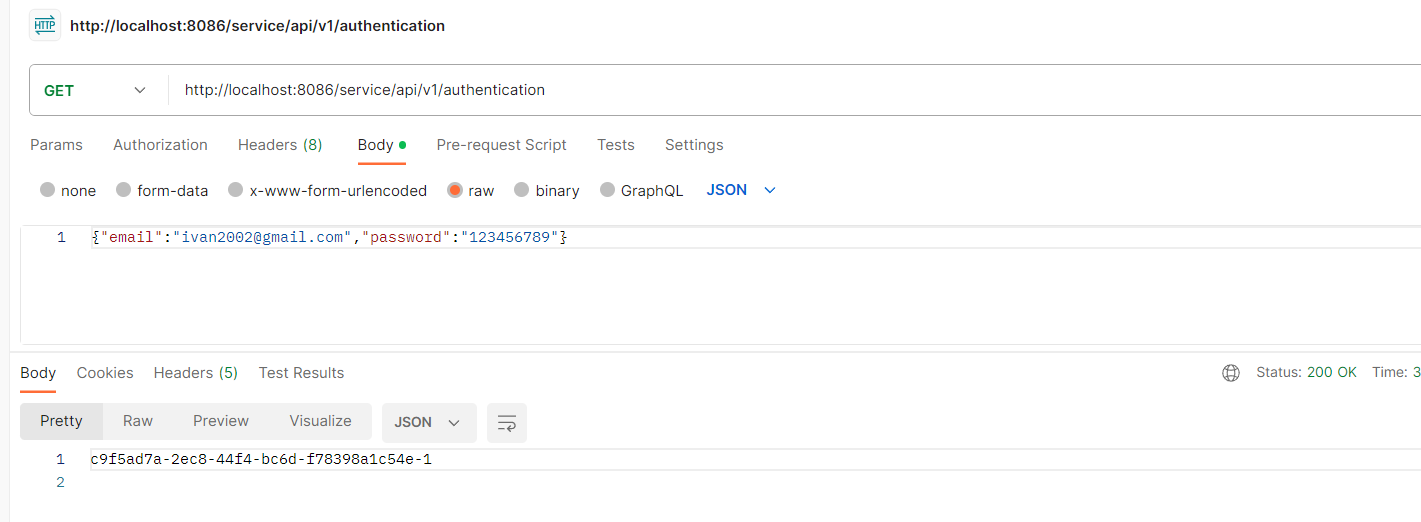 HTTP http://localhost:8086/service/api/v1/authentication
GET http://localhost:8086/service/api/v1/authentication
Params Authorization Headers (8) Body Pre-request Script Tests Settings
none form-data x-www-form-urlencoded raw binary GraphQL JSON
1 {"email":"ivan2002@gmail.com","password":"123456789"}
Body Cookies Headers (5) Test Results Status: 200 OK Time: 3
Pretty Raw Preview Visualize JSON
1 c9f5ad7a-2ec8-44f4-bc6d-f78398a1c54e-1
2